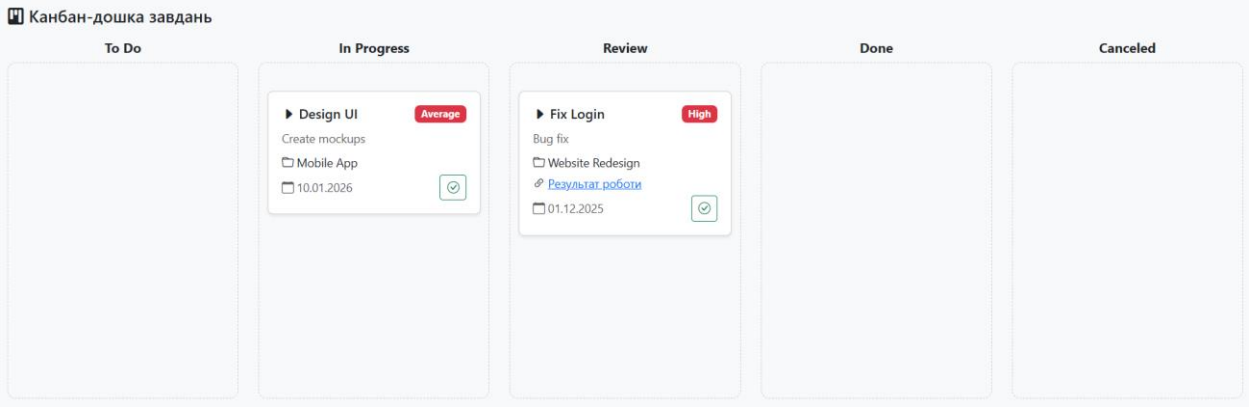 Канбан-дошка завдань
To Do
In Progress
Review
Done
Canceled
Design UI
Average
Create mockups
Mobile App
10.01.2026
Fix Login
High
Bug fix
Website Redesign
Результат роботи
01.12.2025